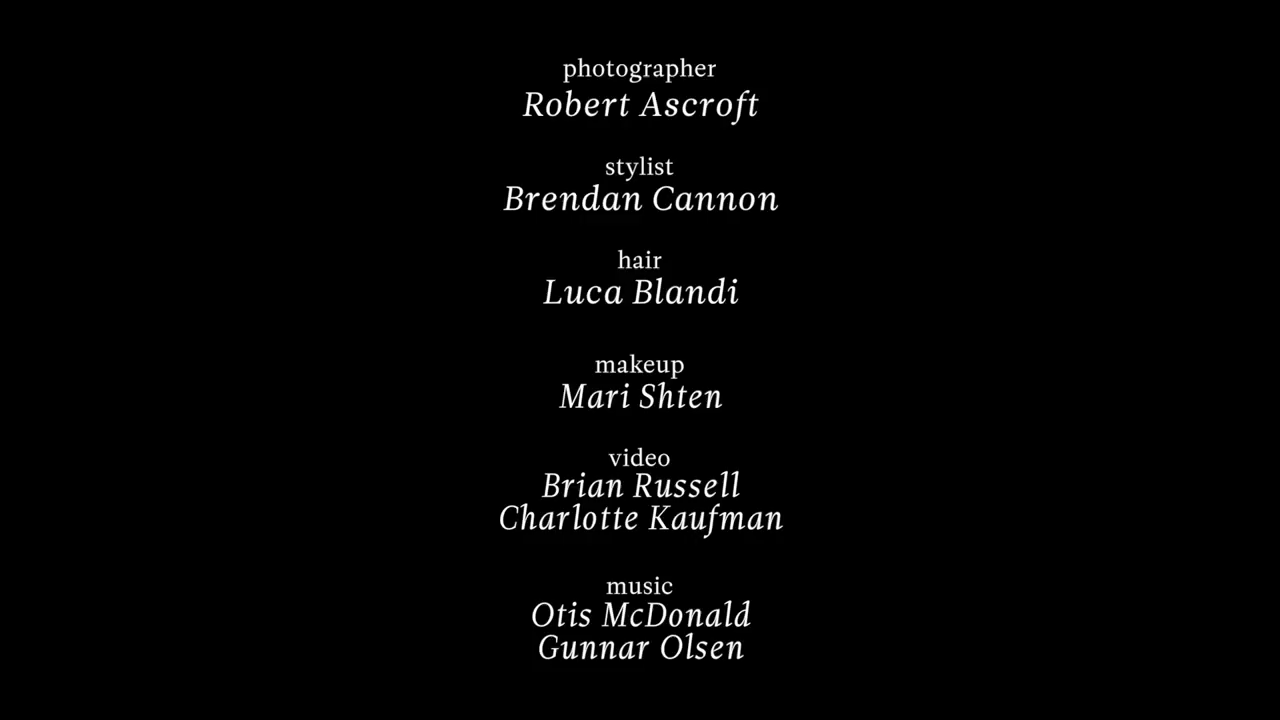 photographer
Robert Ascroft
stylist
Brendan Cannon
hair
Luca Blandi
makeup
Mari Shten
video
Brian Russell
Charlotte Kaufman
music
Otis McDonald
Gunnar Olsen